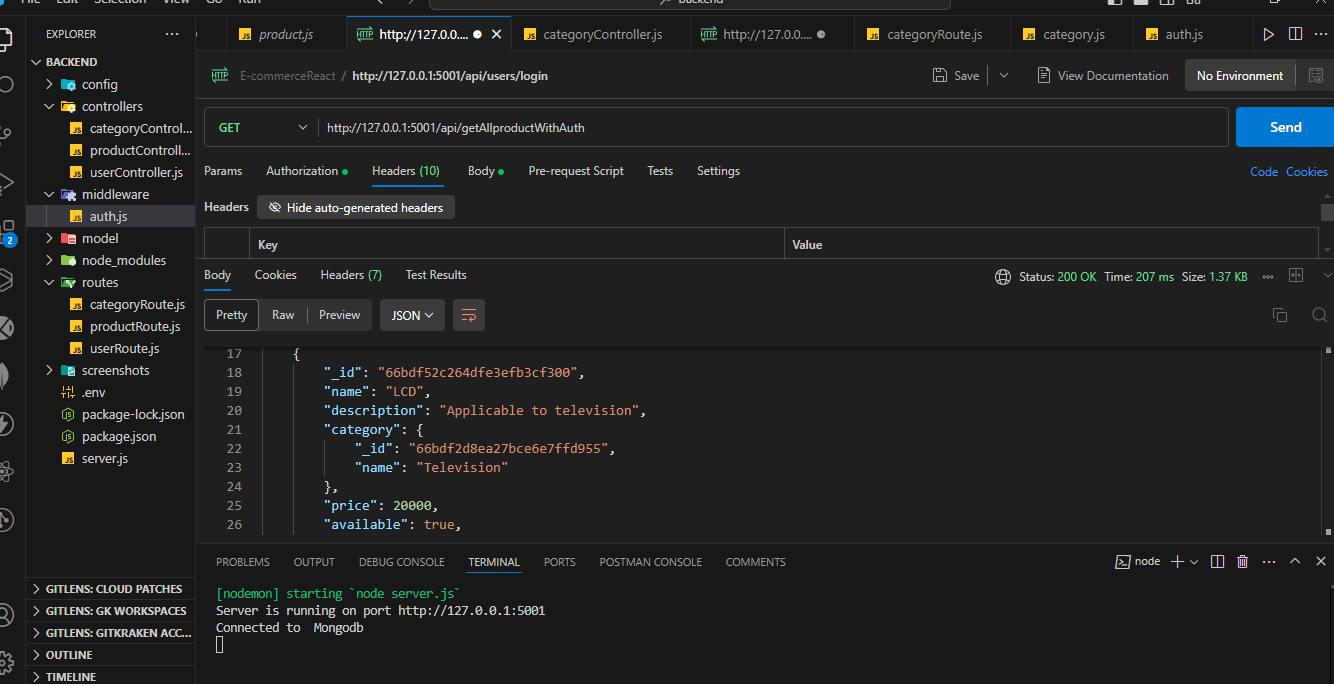 File Edit Selection View Go Run
backend
EXPLORER
product.js
http://127.0.0....
categoryController.js
http://127.0.0....
categoryRoute.js
category.js
auth.js
BACKEND
config
controllers
categoryControl...
productControll...
userController.js
middleware
auth.js
model
node_modules
routes
categoryRoute.js
productRoute.js
userRoute.js
screenshots
.env
package-lock.json
package.json
server.js
GITLENS: CLOUD PATCHES
GITLENS: GK WORKSPACES
GITLENS: GITKRAKEN ACC...
OUTLINE
TIMELINE
2
HTTP E-commerceReact / http://127.0.0.1:5001/api/users/login
Save
View Documentation
No Environment
GET http://127.0.0.1:5001/api/getAllproductWithAuth
Send
Params Authorization Headers (10) Body Pre-request Script Tests Settings
Code Cookies
Headers Hide auto-generated headers
Key Value
Body Cookies Headers (7) Test Results
Status: 200 OK Time: 207 ms Size: 1.37 KB
Pretty Raw Preview JSON
17 {
18 "_id": "66bdf52c264dfe3efb3cf300",
19 "name": "LCD",
20 "description": "Applicable to television",
21 "category": {
22 "_id": "66bdf2d8ea27bce6e7ffd955",
23 "name": "Television"
24 },
25 "price": 20000,
26 "available": true,
PROBLEMS OUTPUT DEBUG CONSOLE TERMINAL PORTS POSTMAN CONSOLE COMMENTS
node
[nodemon] starting `node server.js`
Server is running on port http://127.0.0.1:5001
Connected to  Mongodb